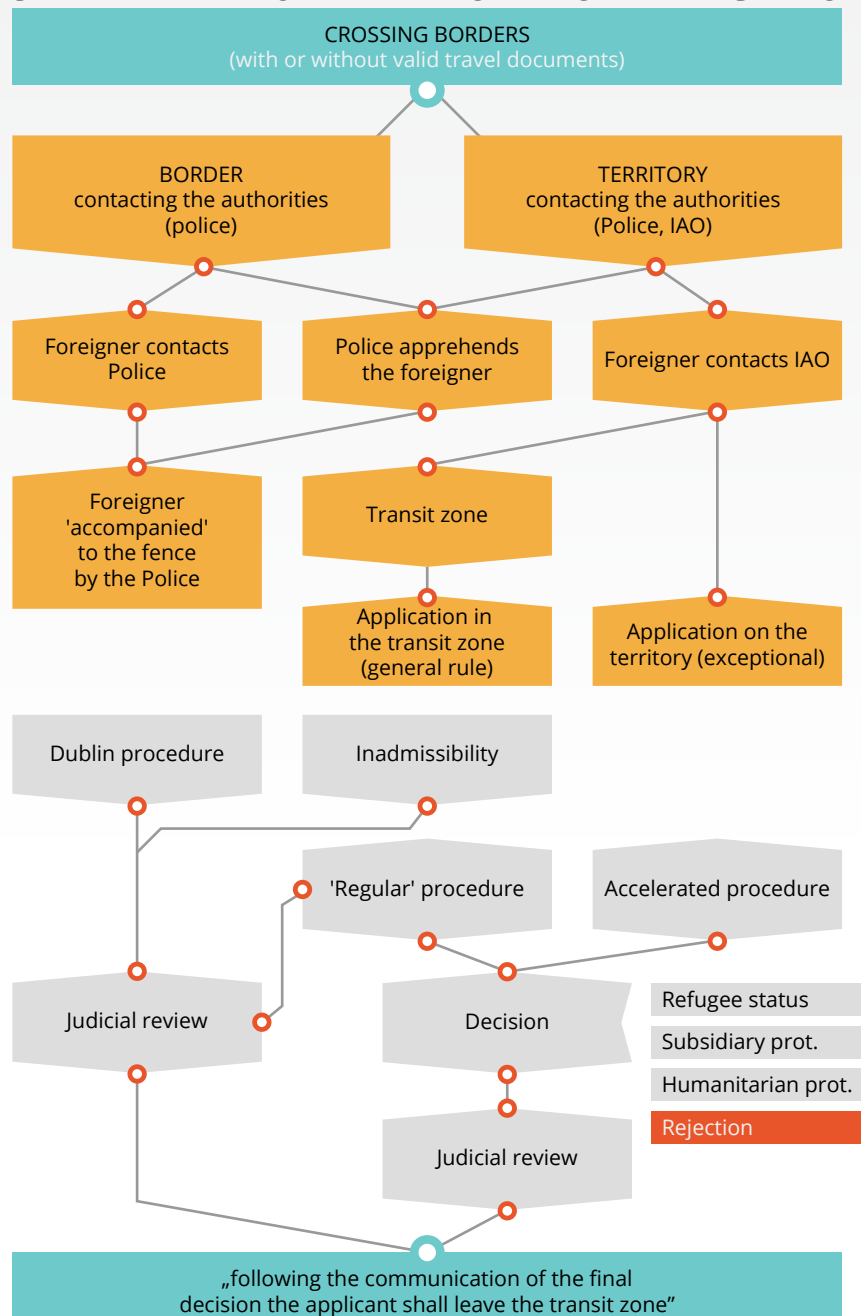 CROSSING BORDERS
(with or without valid travel documents)
BORDER
contacting the authorities
(police)
TERRITORY
contacting the authorities
(Police, IAO)
Foreigner contacts
Police
Police apprehends
the foreigner
Foreigner contacts IAO
Foreigner
'accompanied'
to the fence
by the Police
Transit zone
Application in
the transit zone
(general rule)
Application on the
territory (exceptional)
Dublin procedure
Inadmissibility
'Regular' procedure
Accelerated procedure
Judicial review
Decision
Refugee status
Subsidiary prot.
Humanitarian prot.
Rejection
Judicial review
„following the communication of the final
decision the applicant shall leave the transit zone”